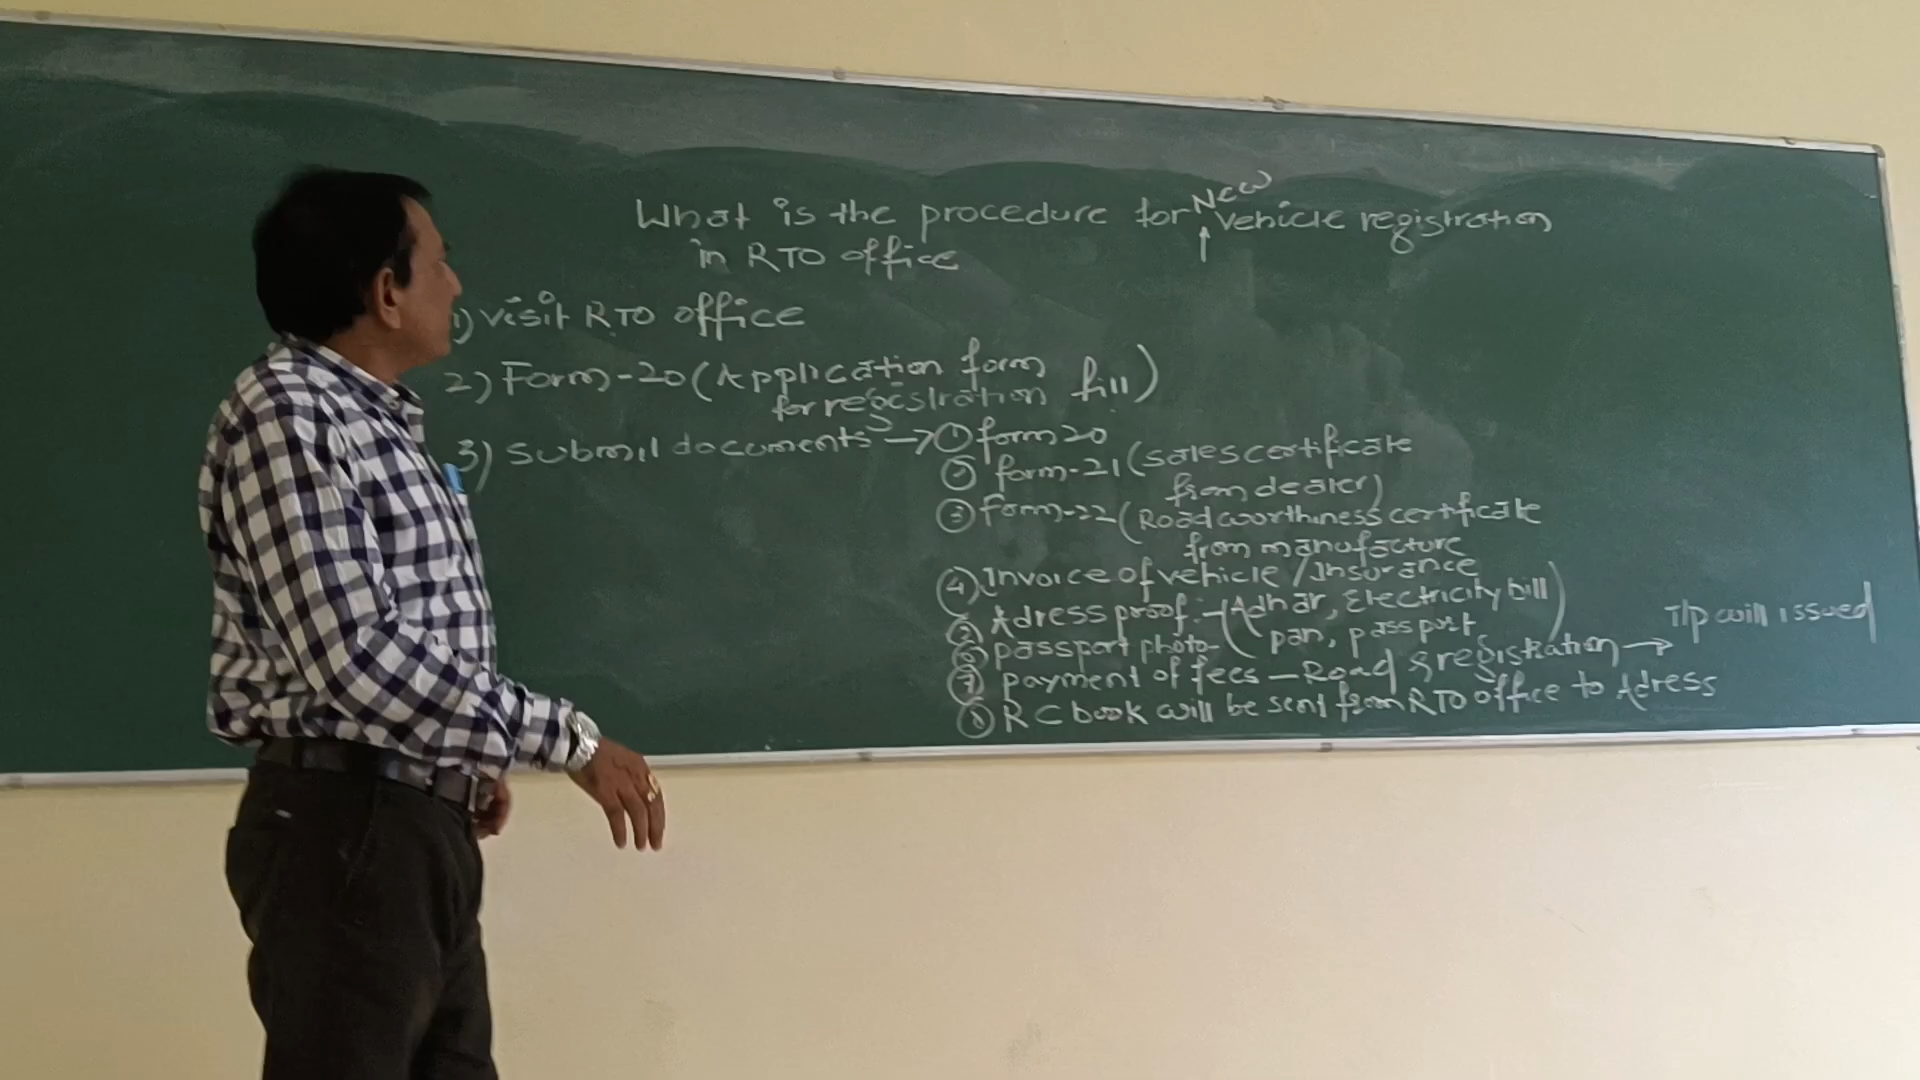 What is the procedure for New vehicle registration
in RTO office
1) visit RTO office
2) Form-20 (Application form
for registration fill)
3) Submit documents → ① form 20
② form-21 (sales certificate
from dealer)
③ form-22 (Road worthiness certificate
from manufacture
④ Invoice of vehicle / Insurance
⑤ Adress proof - (Adhar, Electricity bill)
pan, passport
⑥ passport photo-
⑦ payment of fees - Road & registration → T/p will issued
⑧ RC book will be sent from RTO office to Adress